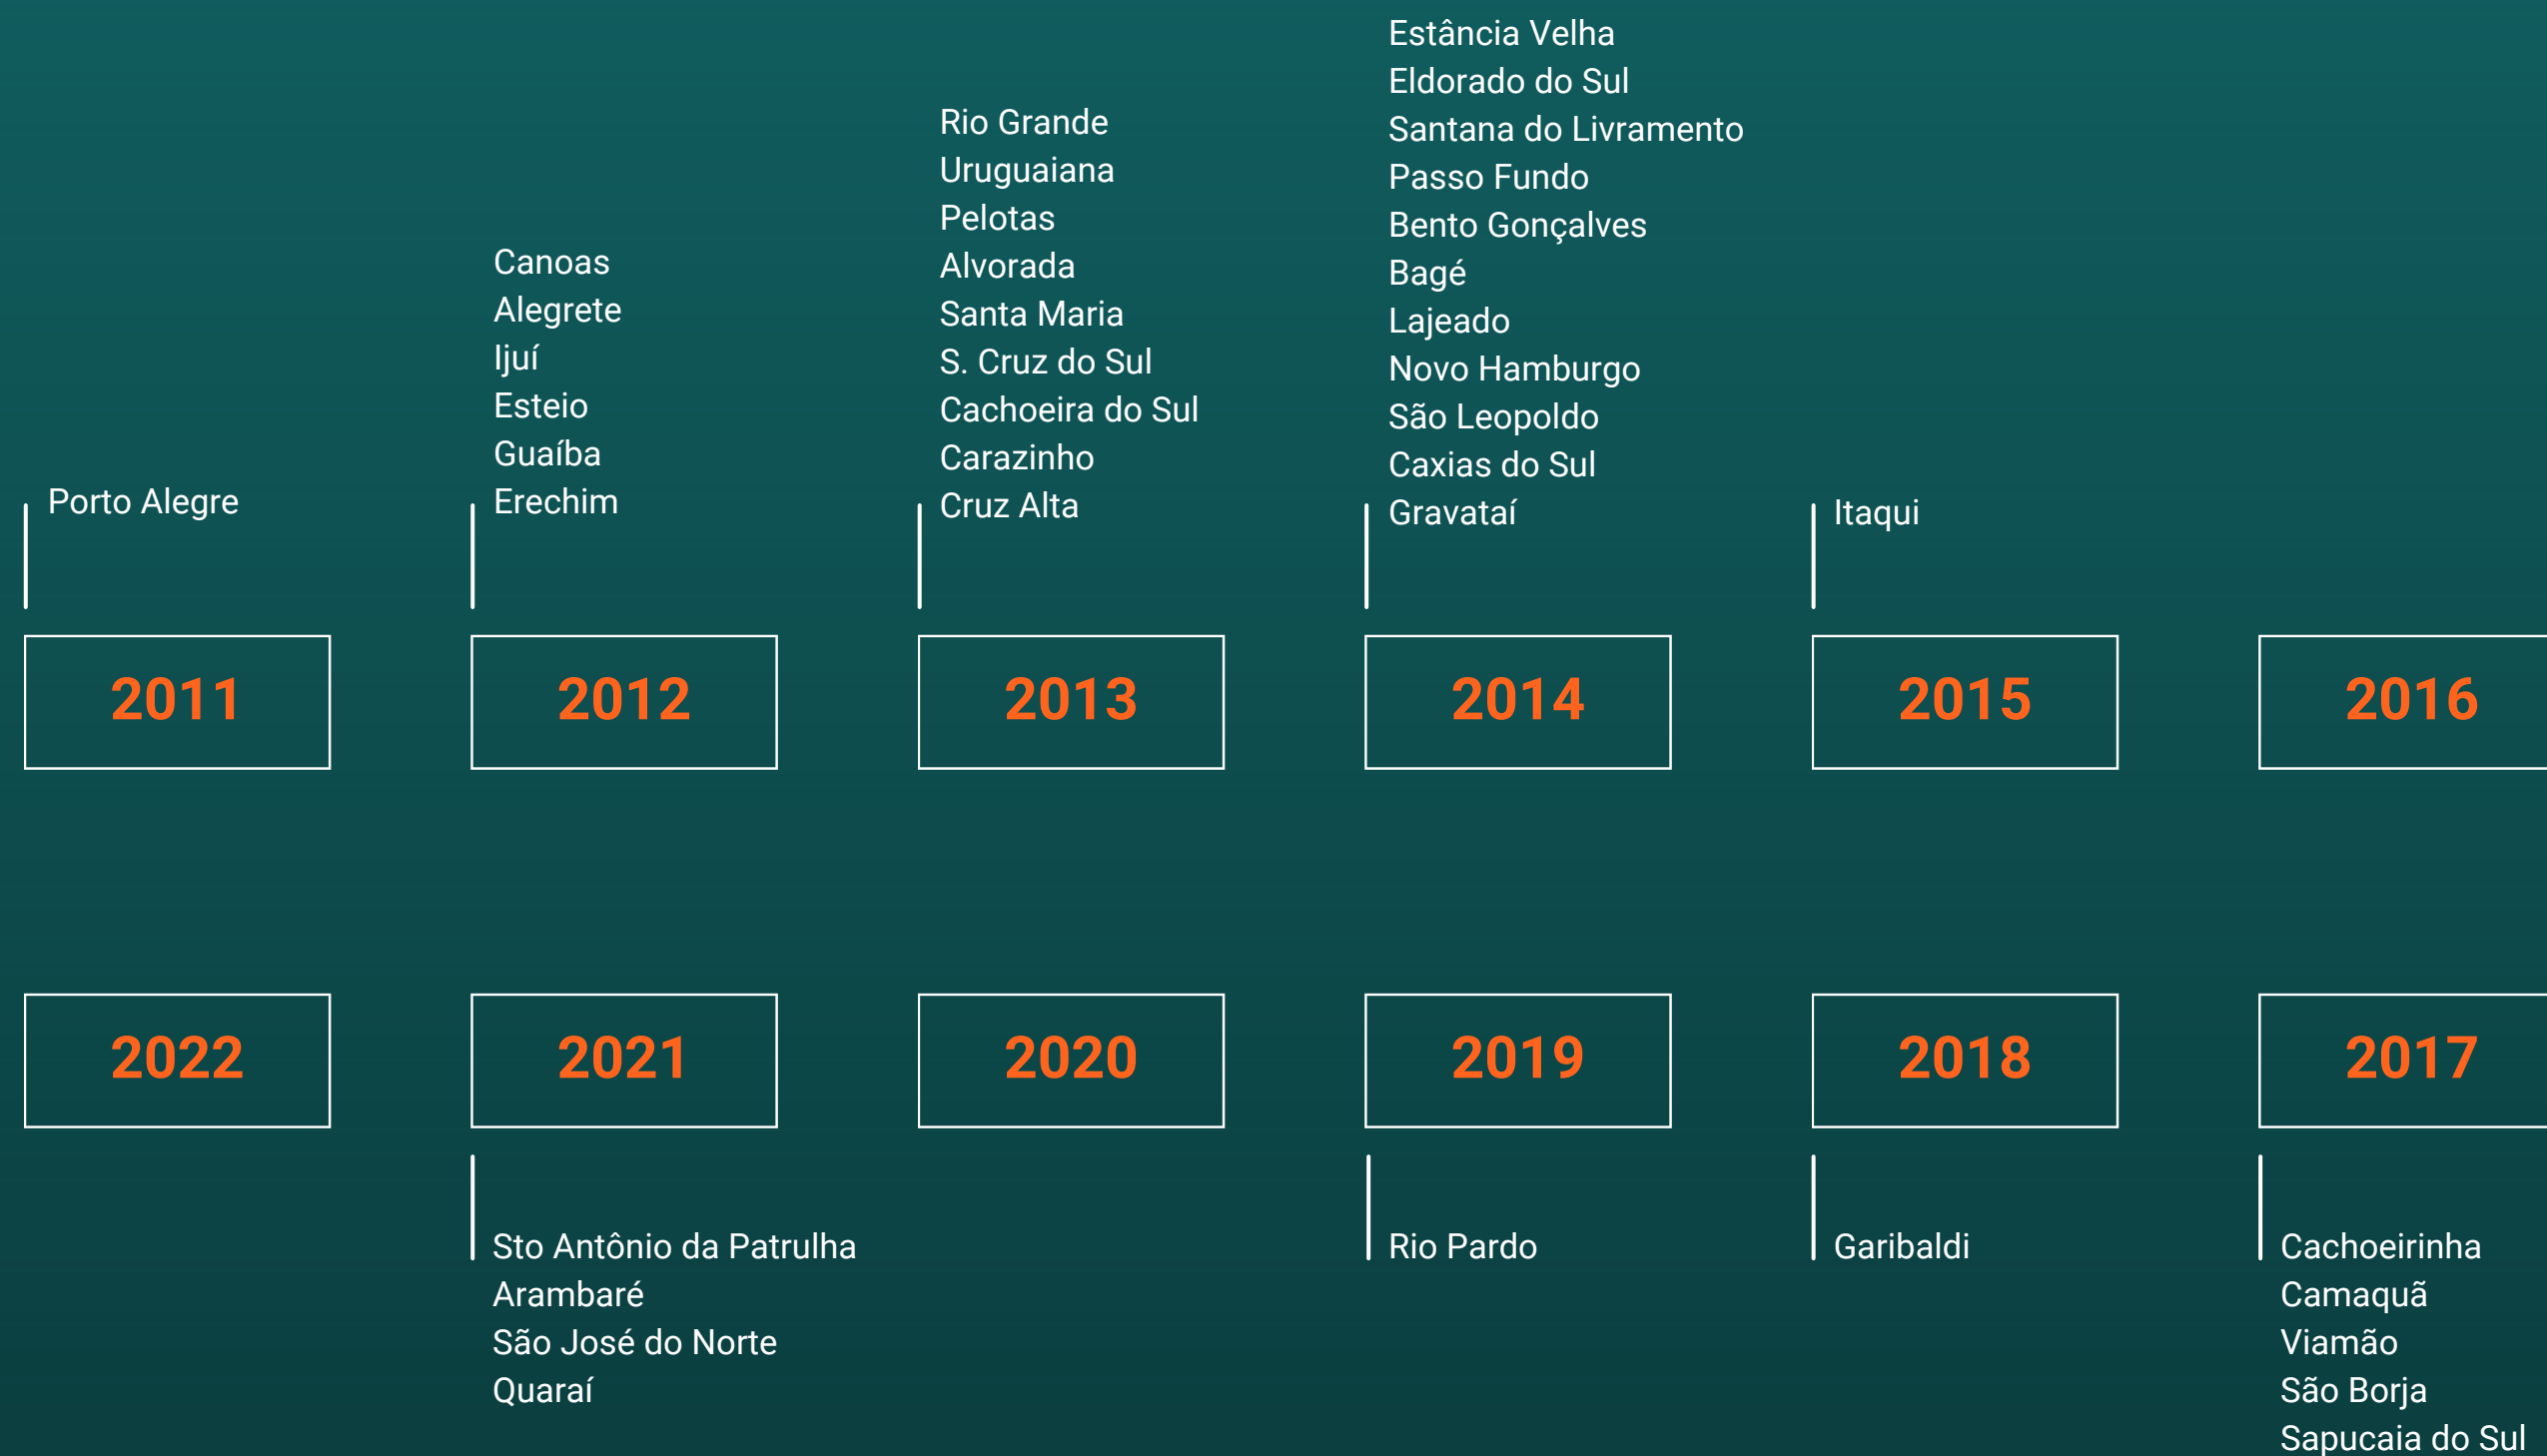 Porto Alegre
2011
Canoas
Alegrete
Ijuí
Esteio
Guaíba
Erechim
2012
Rio Grande
Uruguaiana
Pelotas
Alvorada
Santa Maria
S. Cruz do Sul
Cachoeira do Sul
Carazinho
Cruz Alta
2013
Estância Velha
Eldorado do Sul
Santana do Livramento
Passo Fundo
Bento Gonçalves
Bagé
Lajeado
Novo Hamburgo
São Leopoldo
Caxias do Sul
Gravataí
2014
Itaqui
2015
2016
2022
2021
Sto Antônio da Patrulha
Arambaré
São José do Norte
Quaraí
2020
2019
Rio Pardo
2018
Garibaldi
2017
Cachoeirinha
Camaquã
Viamão
São Borja
Sapucaia do Sul